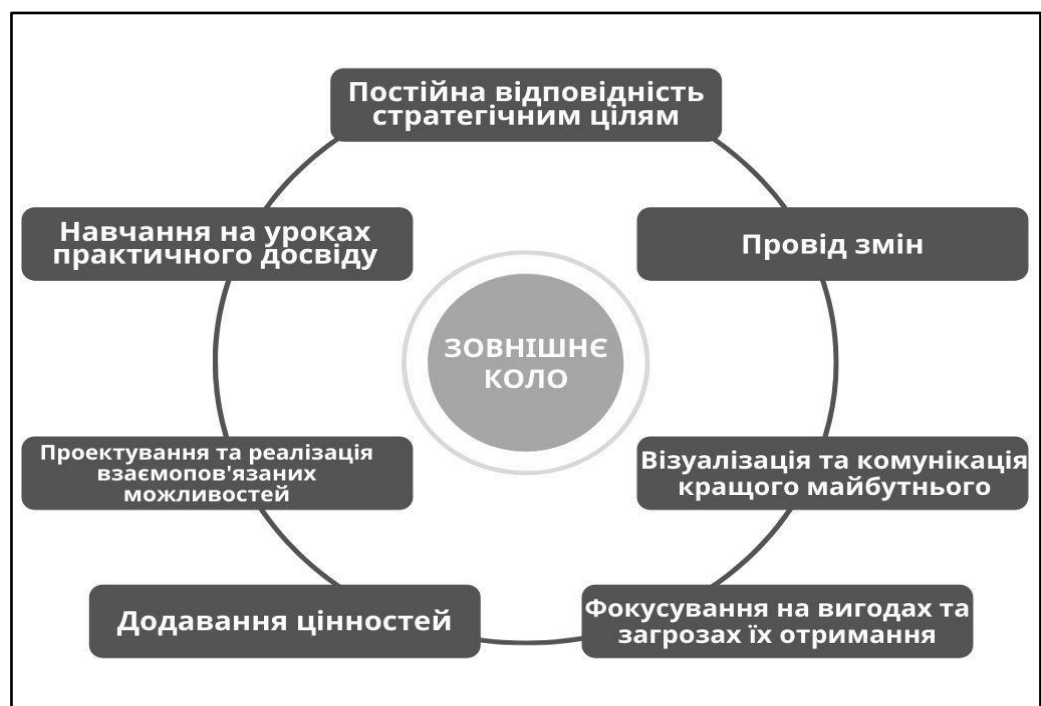 Постійна відповідність
стратегічним цілям
Навчання на уроках
практичного досвіду
Провід змін
ЗОВНІШНЄ
КОЛО
Проектування та реалізація
взаємопов'язаних
можливостей
Візуалізація та комунікація
кращого майбутнього
Додавання цінностей
Фокусування на вигодах та
загрозах їх отримання